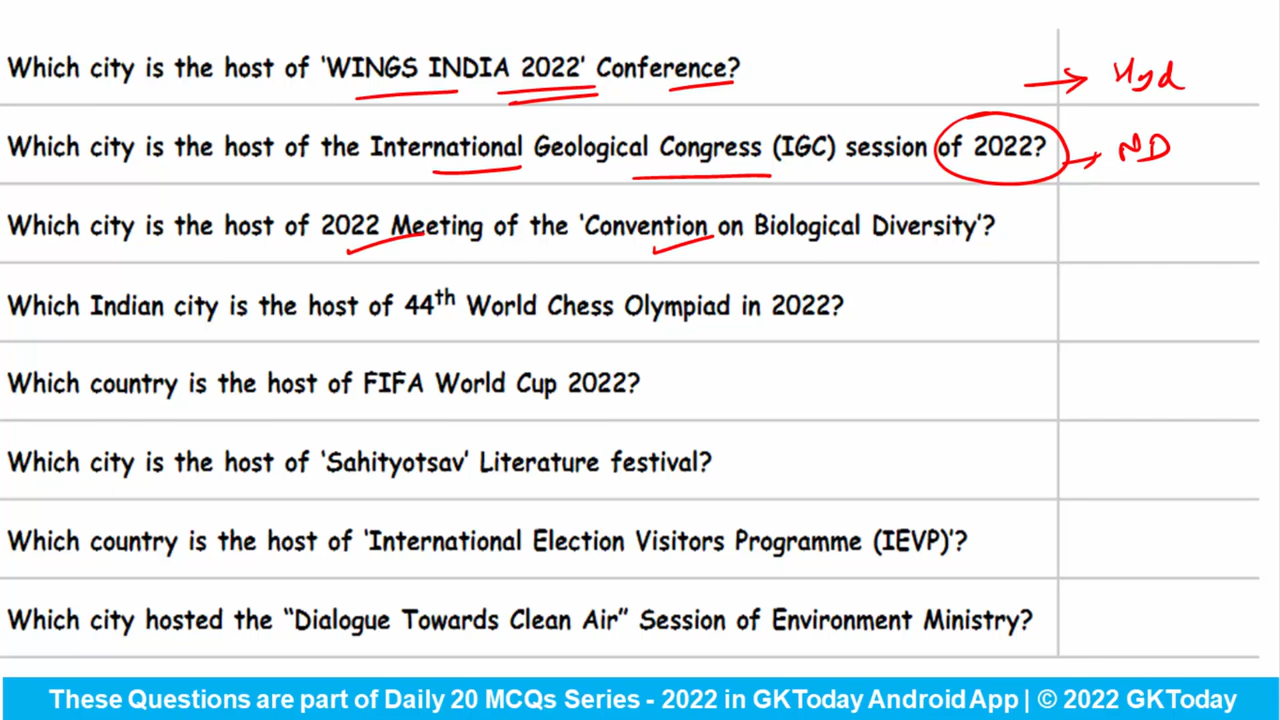 Which city is the host of ‘WINGS INDIA 2022’ Conference? → Hyd
Which city is the host of the International Geological Congress (IGC) session of 2022? → ND
Which city is the host of 2022 Meeting of the ‘Convention on Biological Diversity’?
Which Indian city is the host of 44th World Chess Olympiad in 2022?
Which country is the host of FIFA World Cup 2022?
Which city is the host of ‘Sahityotsav’ Literature festival?
Which country is the host of ‘International Election Visitors Programme (IEVP)’?
Which city hosted the “Dialogue Towards Clean Air” Session of Environment Ministry?
These Questions are part of Daily 20 MCQs Series - 2022 in GKToday Android App | © 2022 GKToday